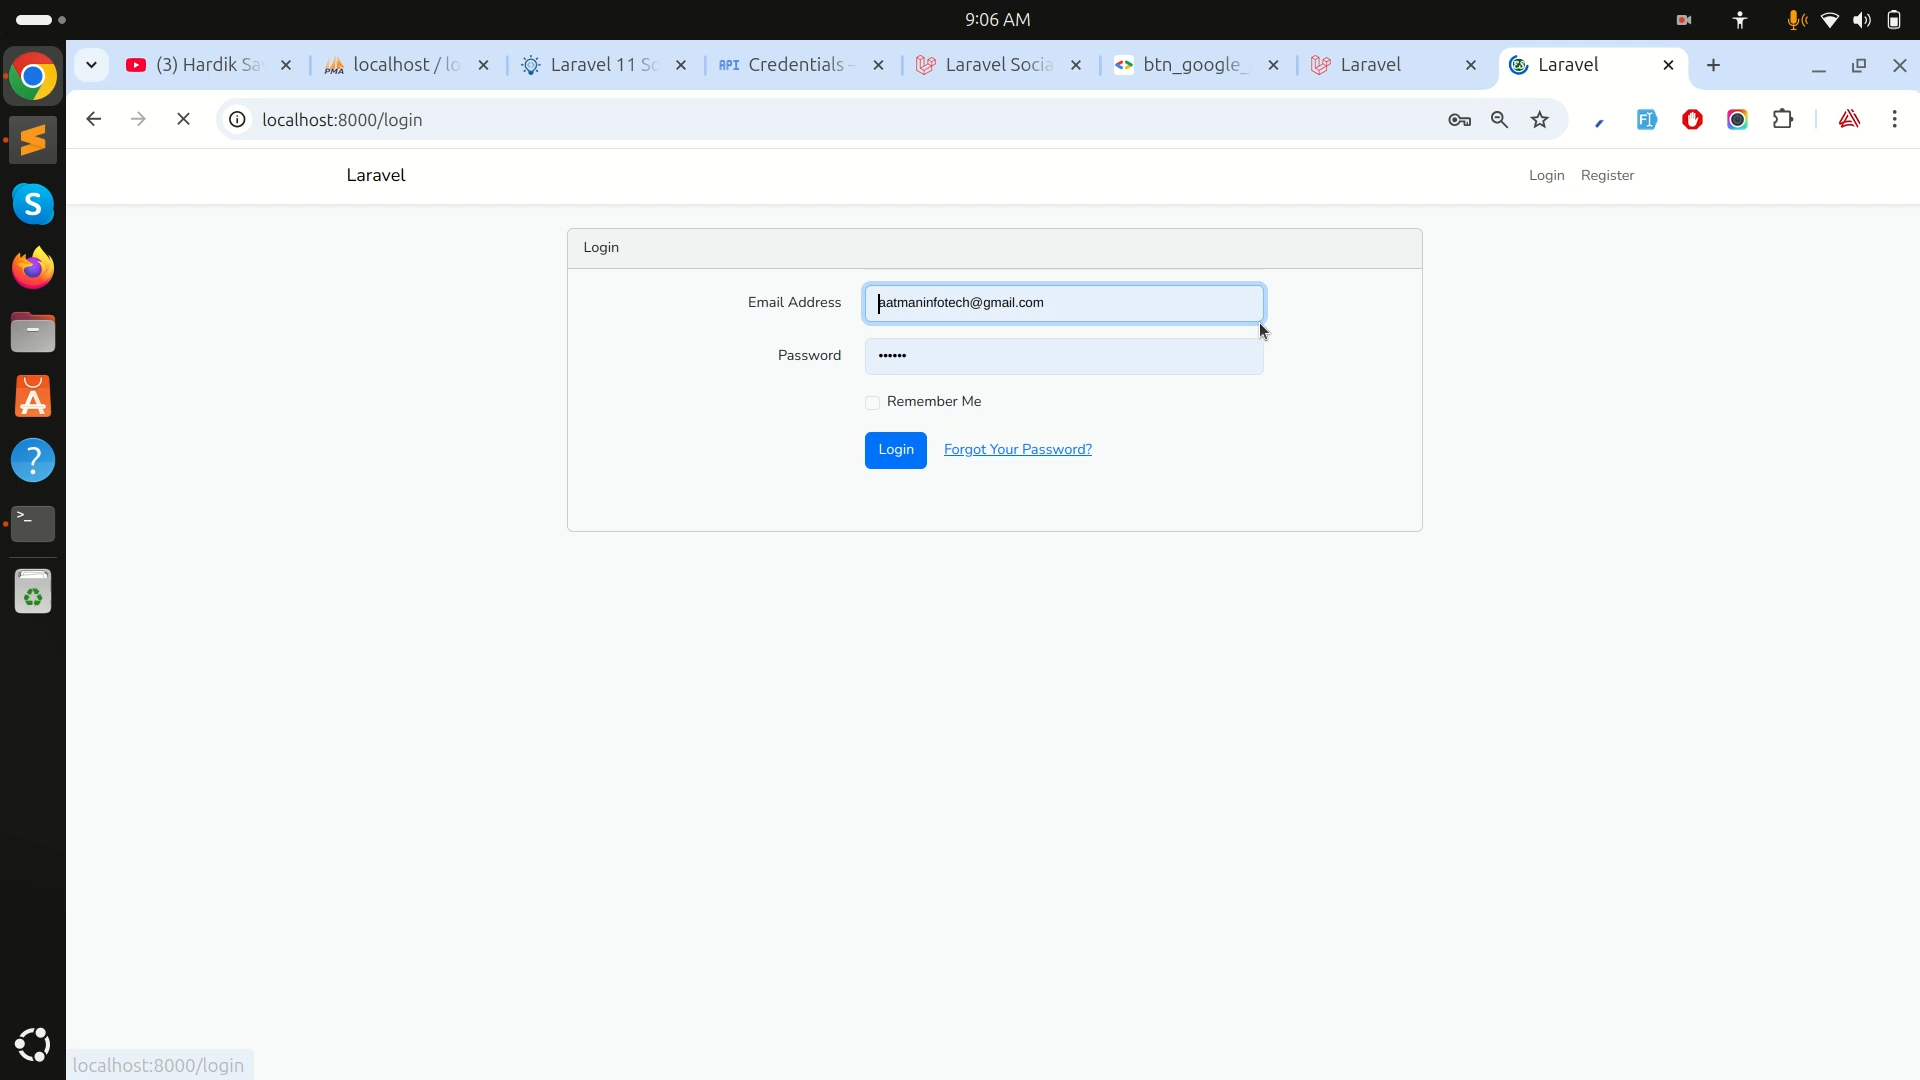 9:06 AM
(3) Hardik Sa
localhost / lo
Laravel 11 So
API Credentials –
Laravel Socia
btn_google_
Laravel
Laravel
localhost:8000/login
Laravel
Login
Register
Login
Email Address
aatmaninfotech@gmail.com
Password
••••••
Remember Me
Login
Forgot Your Password?
localhost:8000/login